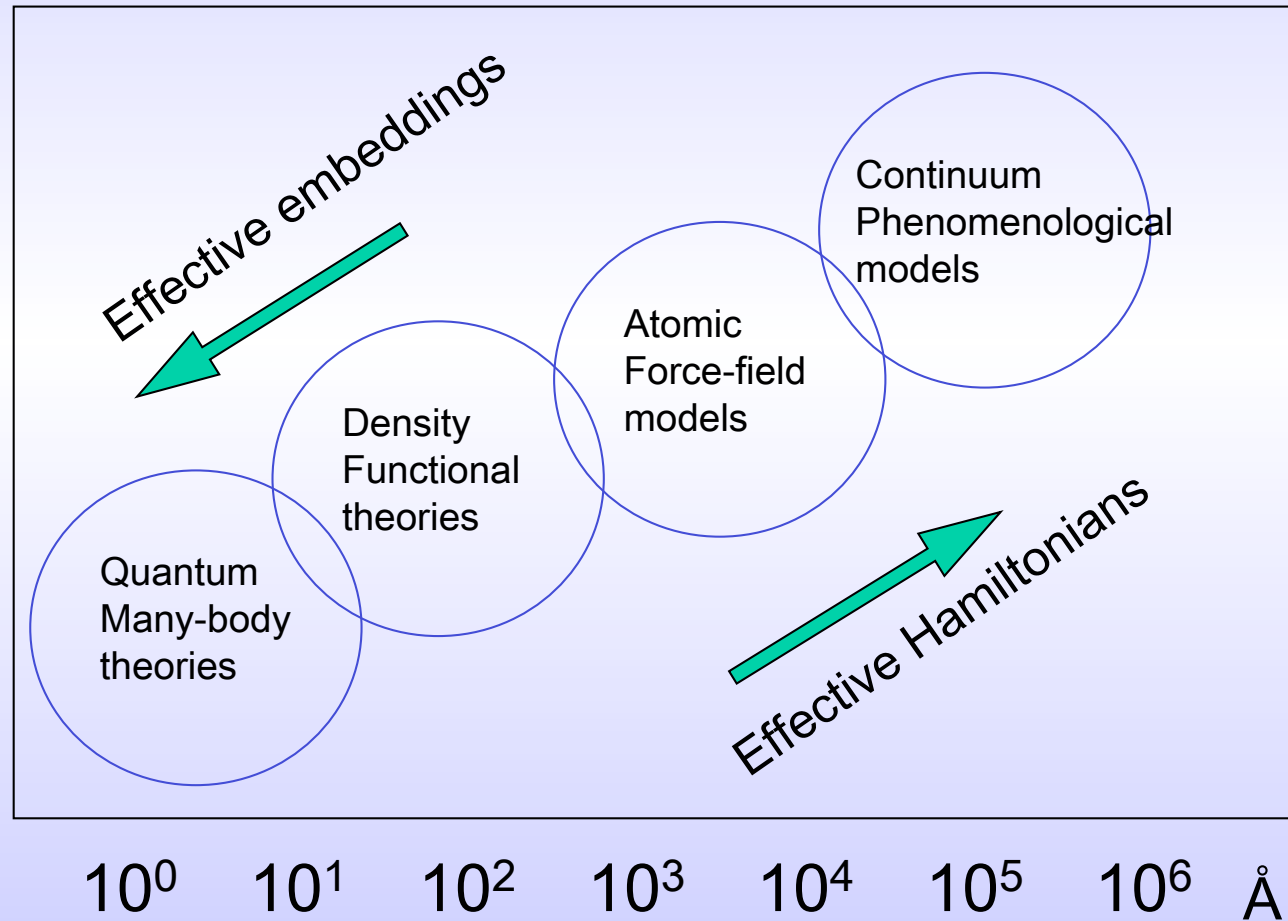 Effective embeddings
Continuum
Phenomenological
models
Atomic
Force-field
models
Density
Functional
theories
Quantum
Many-body
theories
Effective Hamiltonians
10⁰ 10¹ 10² 10³ 10⁴ 10⁵ 10⁶ Å